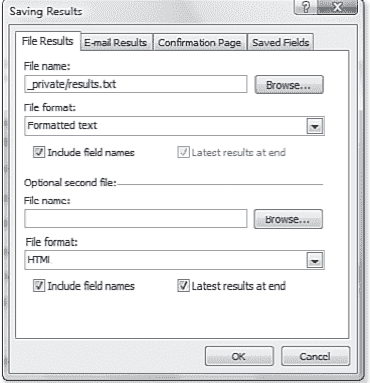 Saving Results
File Results E-mail Results Confirmation Page Saved Fields
File name:
_private/results.txt Browse...
File format:
Formatted text
Include field names Latest results at end
Optional second file:
File name:
Browse...
File format:
HTML
Include field names Latest results at end
OK Cancel